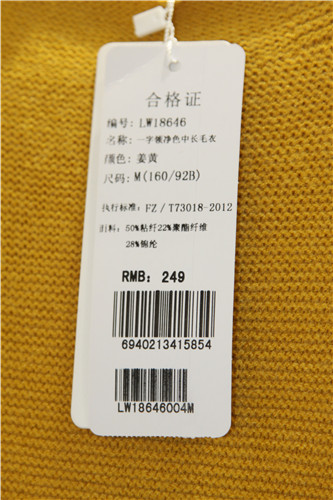 合格证
编号: LW18646
名称: 一字领净色中长毛衣
颜色: 姜黄
尺码: M(160/92B)
执行标准: FZ/T73018-2012
面料: 50%粘纤22%聚酯纤维
28%锦纶
RMB: 249
6940213415854
LW18646004M